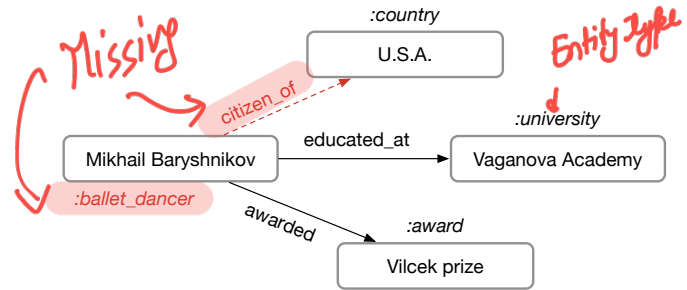 :country
U.S.A.
Missing
Entity Type
citizen_of
:university
educated_at
Mikhail Baryshnikov
Vaganova Academy
:ballet_dancer
awarded
:award
Vilcek prize